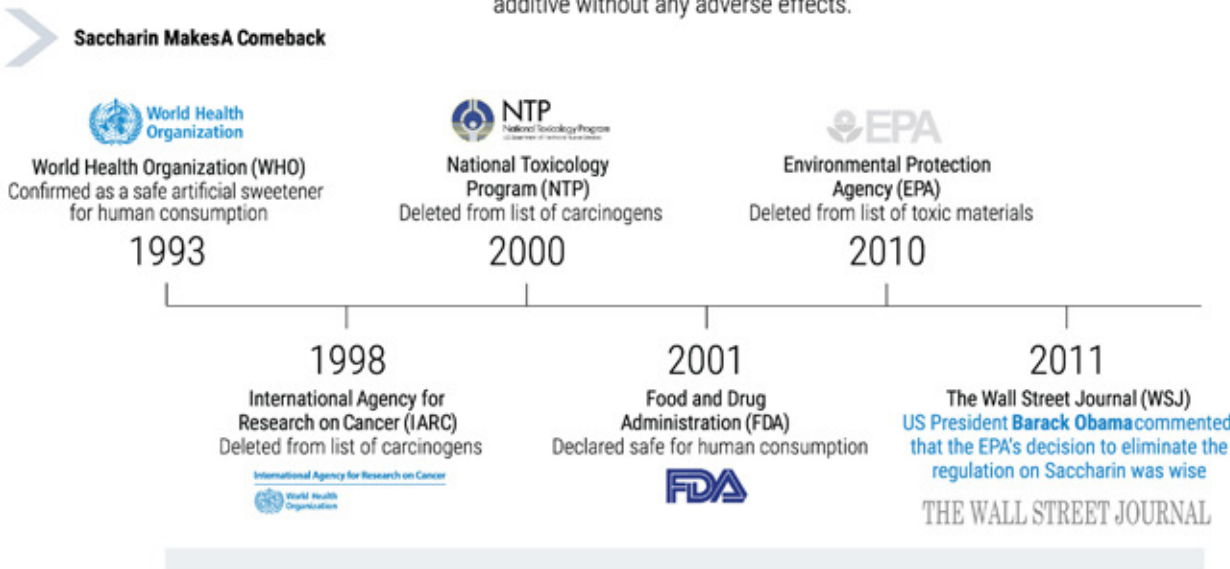 additive without any adverse effects.
Saccharin MakesA Comeback
World Health
Organization
World Health Organization (WHO)
Confirmed as a safe artificial sweetener
for human consumption
1993
NTP
National Toxicology Program
National Toxicology
Program (NTP)
Deleted from list of carcinogens
2000
EPA
Environmental Protection
Agency (EPA)
Deleted from list of toxic materials
2010
1998
International Agency for
Research on Cancer (IARC)
Deleted from list of carcinogens
International Agency for Research on Cancer
World Health
Organization
2001
Food and Drug
Administration (FDA)
Declared safe for human consumption
FDA
2011
The Wall Street Journal (WSJ)
US President Barack Obama commented
that the EPA's decision to eliminate the
regulation on Saccharin was wise
THE WALL STREET JOURNAL